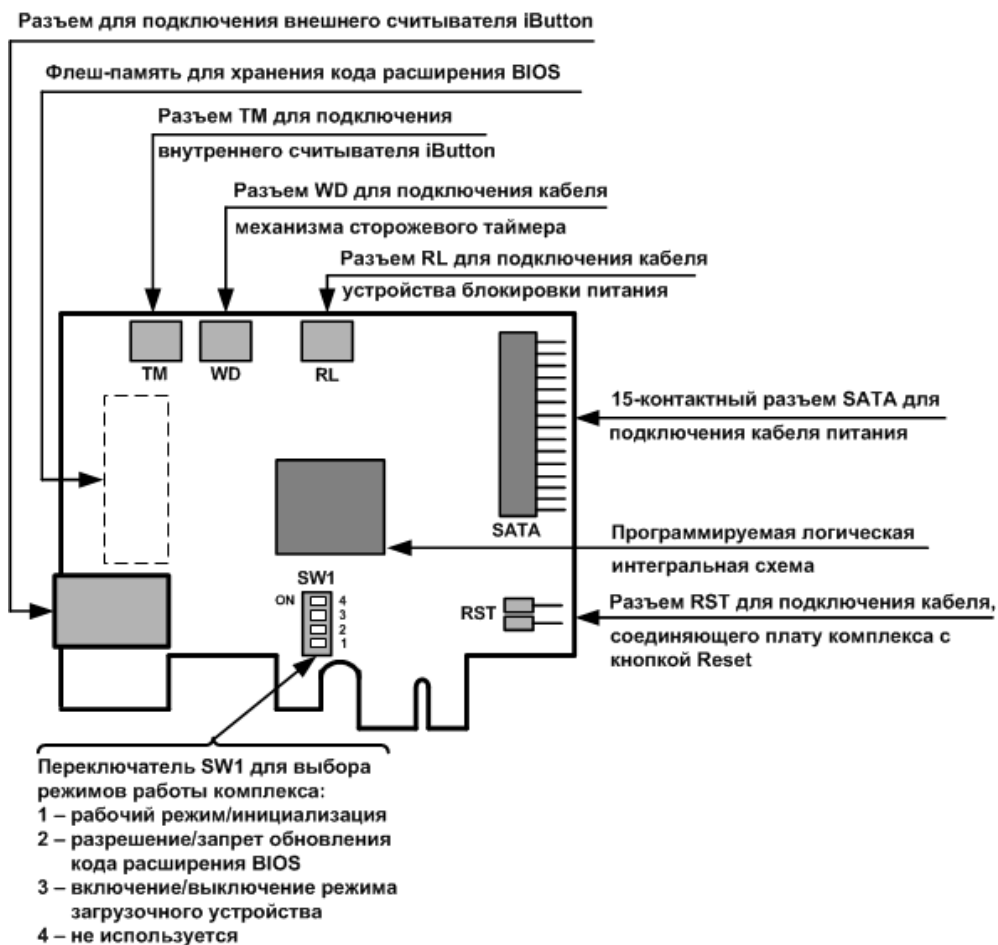 Разъем для подключения внешнего считывателя iButton
Флеш-память для хранения кода расширения BIOS
Разъем TM для подключения
внутреннего считывателя iButton
Разъем WD для подключения кабеля
механизма сторожевого таймера
Разъем RL для подключения кабеля
устройства блокировки питания
TM
WD
RL
15-контактный разъем SATA для
подключения кабеля питания
SATA
Программируемая логическая
интегральная схема
SW1
ON
4
3
2
1
RST
Разъем RST для подключения кабеля,
соединяющего плату комплекса с
кнопкой Reset
Переключатель SW1 для выбора
режимов работы комплекса:
1 – рабочий режим/инициализация
2 – разрешение/запрет обновления
кода расширения BIOS
3 – включение/выключение режима
загрузочного устройства
4 – не используется